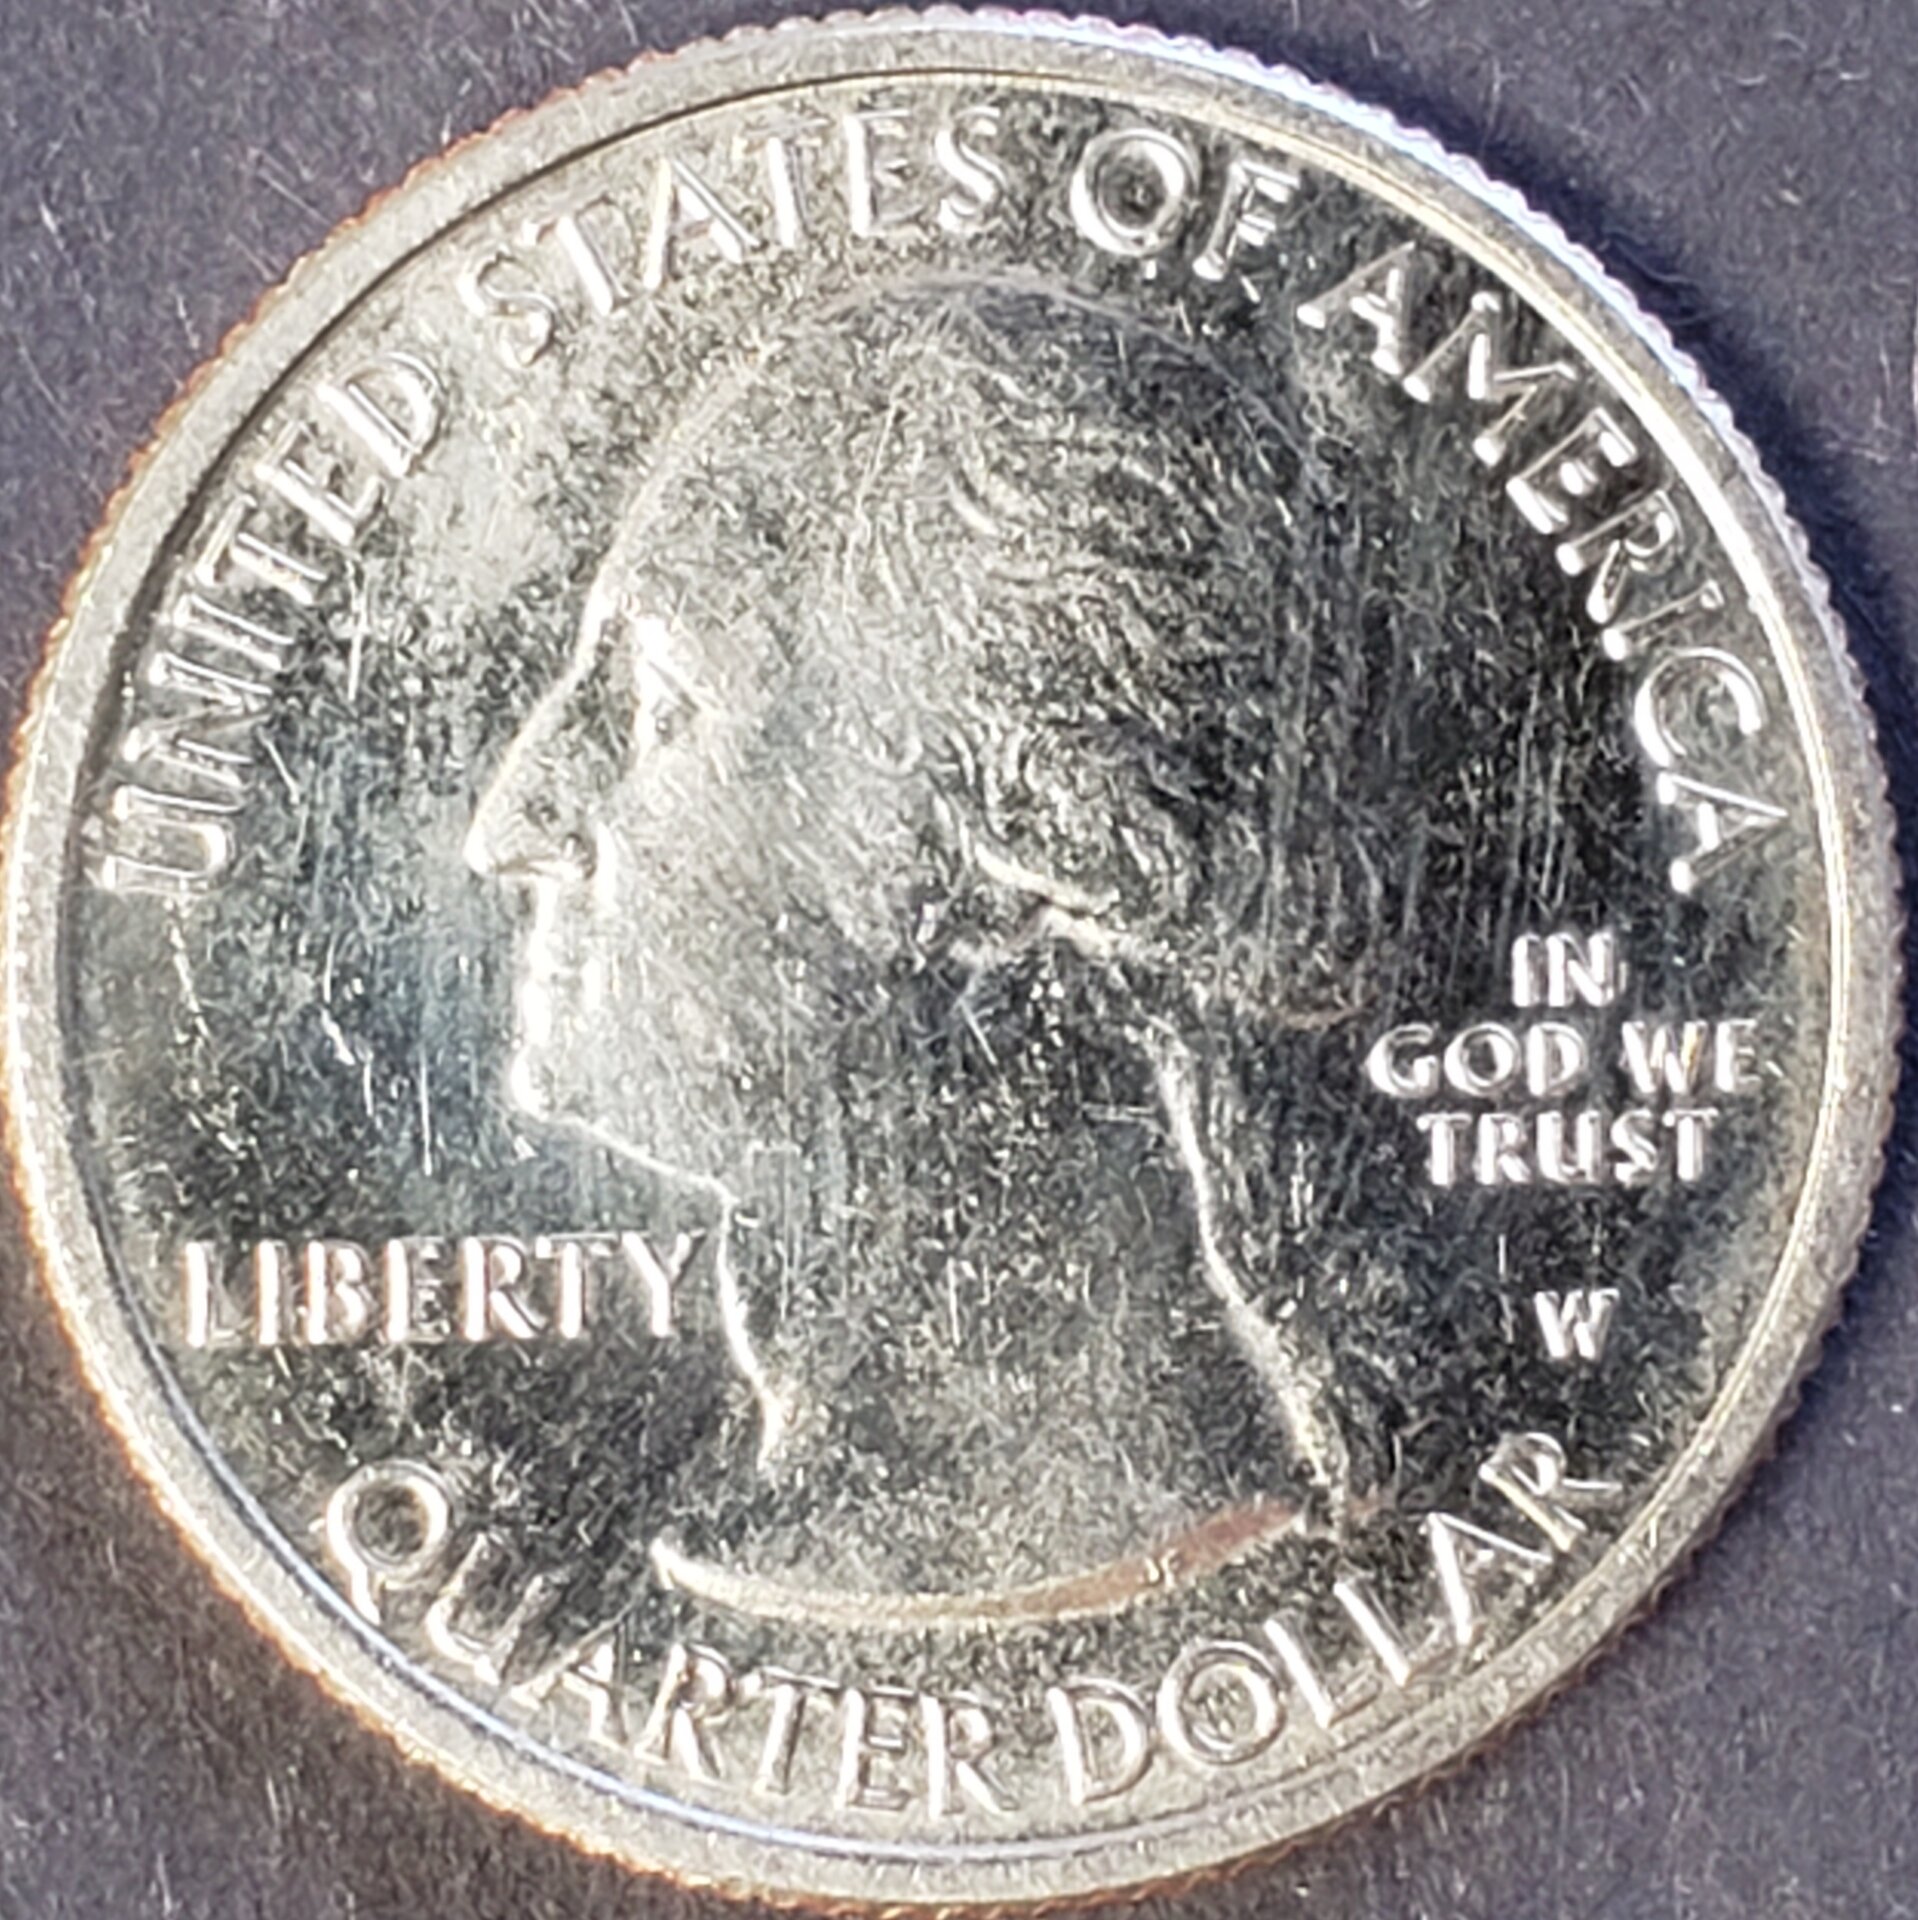 UNITED STATES OF AMERICA
IN
GOD WE
TRUST
LIBERTY
W
QUARTER DOLLAR